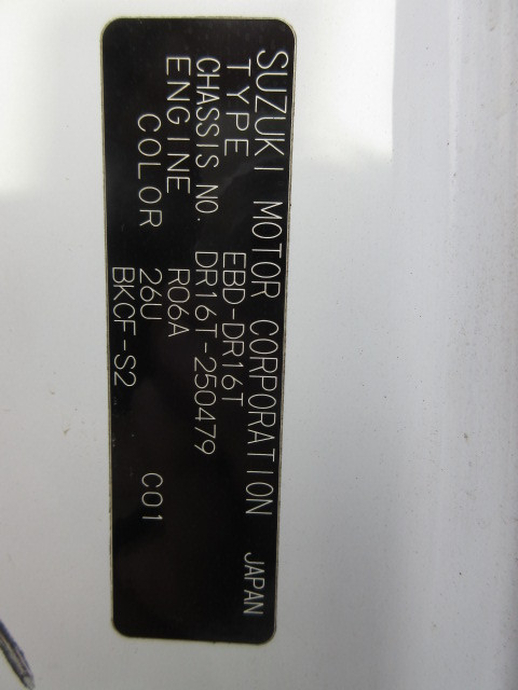 SUZUKI MOTOR CORPORATION JAPAN
TYPE EBD-DR16T
CHASSIS NO. DR16T-250479
ENGINE R06A
COLOR 26U C01
BKCF-S2